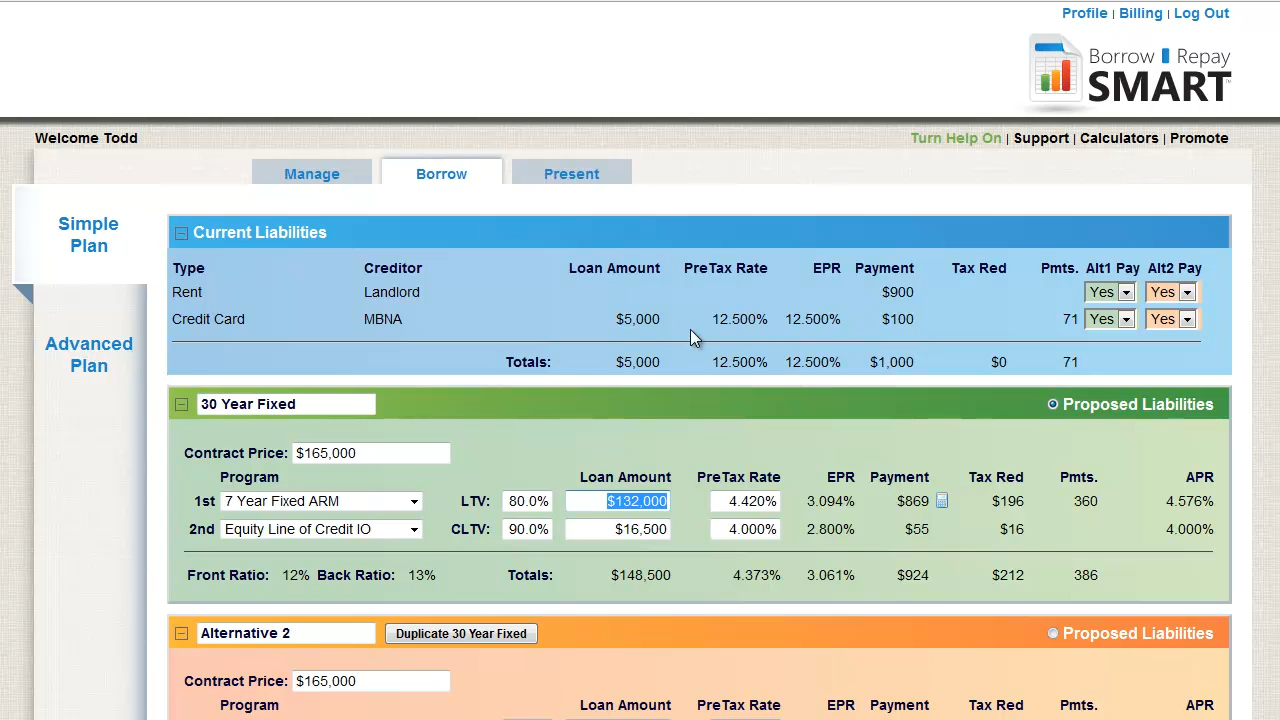 Profile | Billing | Log Out
Borrow Repay
SMART™
Welcome Todd
Turn Help On | Support | Calculators | Promote
Manage Borrow Present
Simple
Plan
Advanced
Plan
Current Liabilities
Type Creditor Loan Amount PreTax Rate EPR Payment Tax Red Pmts. Alt1 Pay Alt2 Pay
Rent Landlord $900 Yes Yes
Credit Card MBNA $5,000 12.500% 12.500% $100 71 Yes Yes
Totals: $5,000 12.500% 12.500% $1,000 $0 71
30 Year Fixed Proposed Liabilities
Contract Price: $165,000
Program Loan Amount PreTax Rate EPR Payment Tax Red Pmts. APR
1st 7 Year Fixed ARM LTV: 80.0% $132,000 4.420% 3.094% $869 $196 360 4.576%
2nd Equity Line of Credit IO CLTV: 90.0% $16,500 4.000% 2.800% $55 $16 4.000%
Front Ratio: 12% Back Ratio: 13% Totals: $148,500 4.373% 3.061% $924 $212 386
Alternative 2 Duplicate 30 Year Fixed Proposed Liabilities
Contract Price: $165,000
Program Loan Amount PreTax Rate EPR Payment Tax Red Pmts. APR